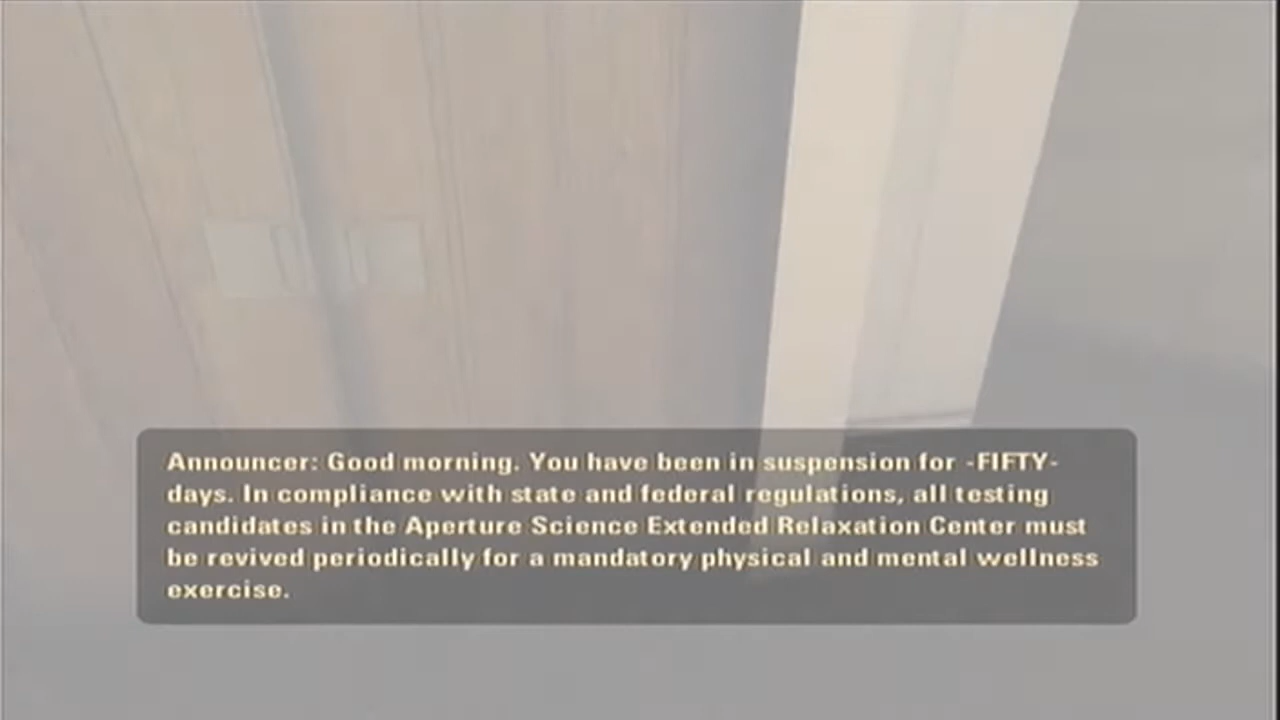 Announcer: Good morning. You have been in suspension for -FIFTY-
days. In compliance with state and federal regulations, all testing
candidates in the Aperture Science Extended Relaxation Center must
be revived periodically for a mandatory physical and mental wellness
exercise.